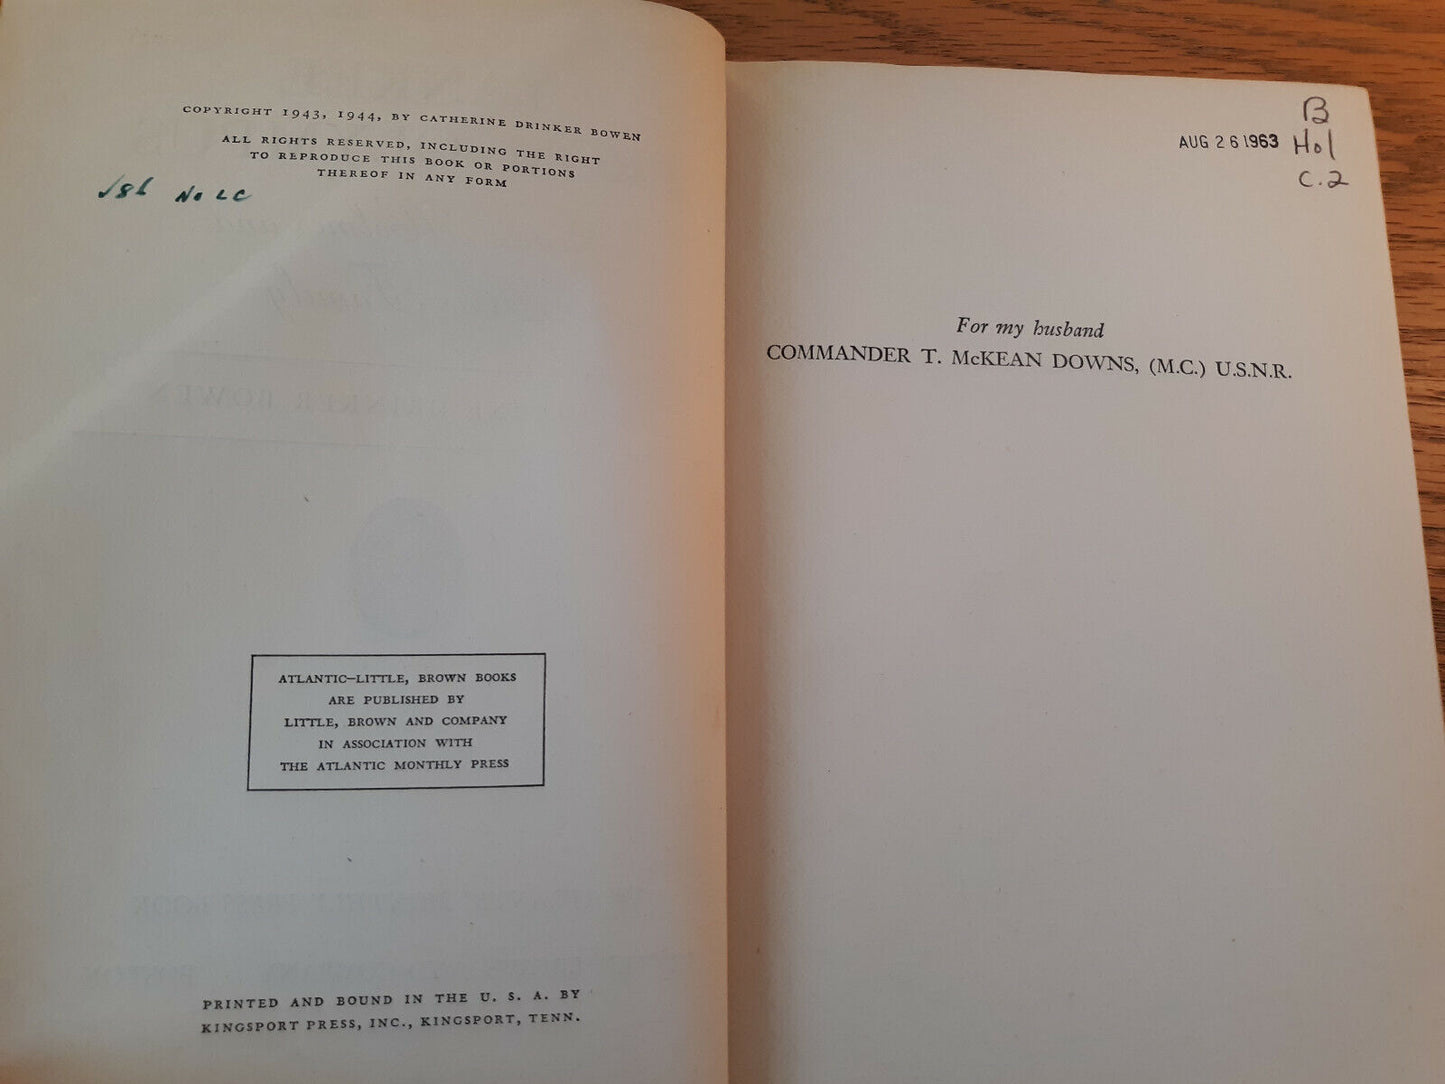 COPYRIGHT 1943, 1944, BY CATHERINE DRINKER BOWEN
ALL RIGHTS RESERVED, INCLUDING THE RIGHT
TO REPRODUCE THIS BOOK OR PORTIONS
THEREOF IN ANY FORM
No LC
ATLANTIC—LITTLE, BROWN BOOKS
ARE PUBLISHED BY
LITTLE, BROWN AND COMPANY
IN ASSOCIATION WITH
THE ATLANTIC MONTHLY PRESS
PRINTED AND BOUND IN THE U. S. A. BY
KINGSPORT PRESS, INC., KINGSPORT, TENN.
B
AUG 26 1963 Hol
C.2
For my husband
COMMANDER T. McKEAN DOWNS, (M.C.) U.S.N.R.